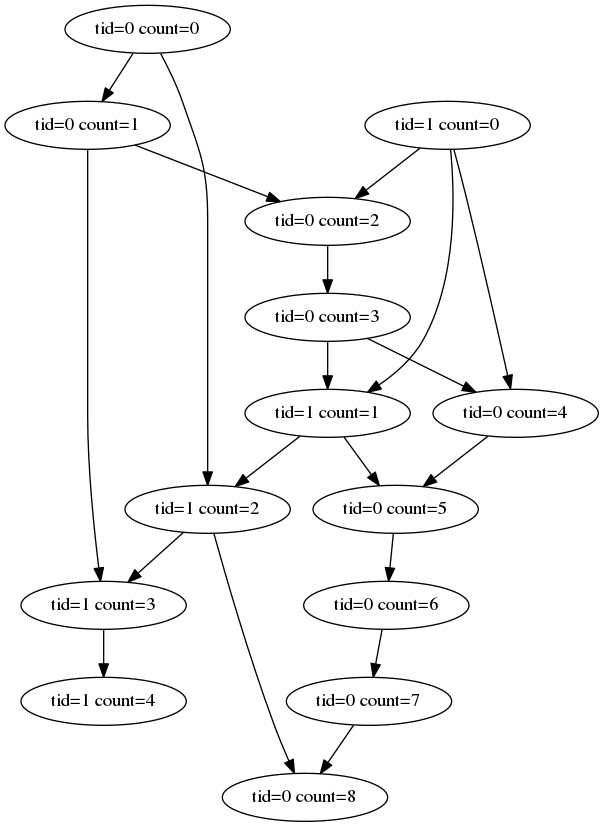 tid=0 count=0
tid=0 count=1
tid=1 count=0
tid=0 count=2
tid=0 count=3
tid=1 count=1
tid=0 count=4
tid=1 count=2
tid=0 count=5
tid=1 count=3
tid=0 count=6
tid=1 count=4
tid=0 count=7
tid=0 count=8